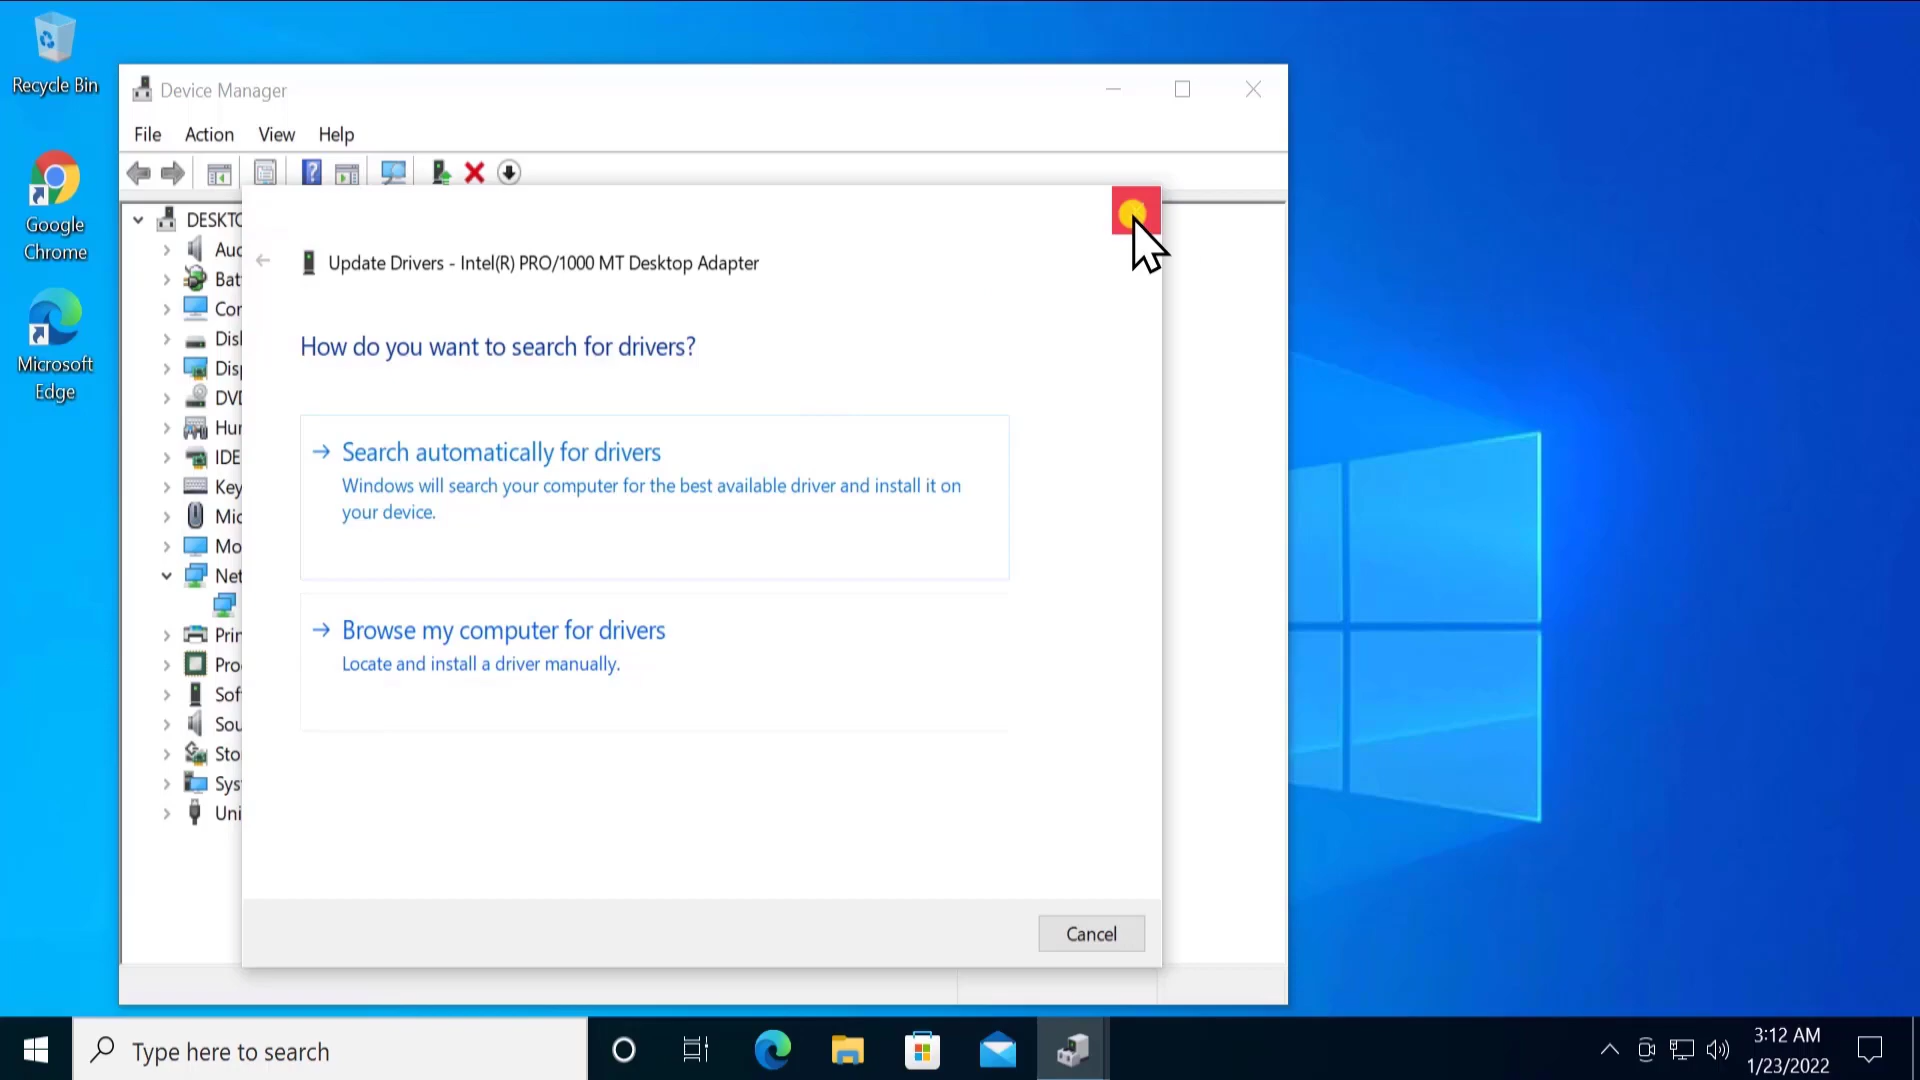 Recycle Bin
Google
Chrome
Microsoft
Edge
Device Manager
File Action View Help
DESKTO
Auc
Bat
Cor
Disl
Disp
DVI
Hur
IDE
Key
Mic
Mo
Net
Prin
Pro
Sof
Sou
Sto
Sys
Uni
Update Drivers - Intel(R) PRO/1000 MT Desktop Adapter
How do you want to search for drivers?
Search automatically for drivers
Windows will search your computer for the best available driver and install it on
your device.
Browse my computer for drivers
Locate and install a driver manually.
Cancel
Type here to search
3:12 AM
1/23/2022